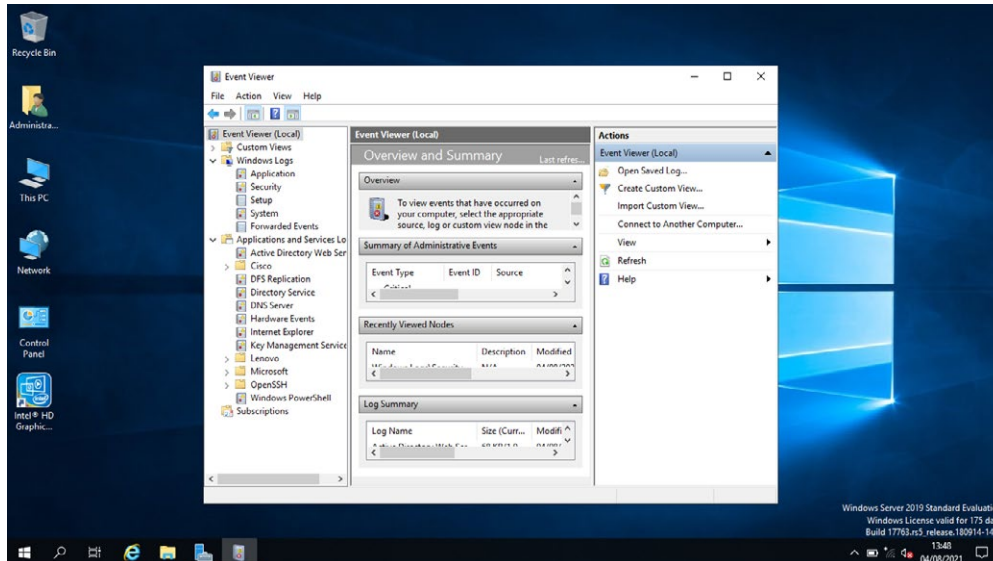 Recycle Bin
Administra...
This PC
Network
Control
Panel
Intel® HD
Graphic...
Event Viewer
File Action View Help
Event Viewer (Local)
Custom Views
Windows Logs
Application
Security
Setup
System
Forwarded Events
Applications and Services Lo
Active Directory Web Ser
Cisco
DFS Replication
Directory Service
DNS Server
Hardware Events
Internet Explorer
Key Management Service
Lenovo
Microsoft
OpenSSH
Windows PowerShell
Subscriptions
Event Viewer (Local)
Overview and Summary Last refres...
Overview
To view events that have occurred on
your computer, select the appropriate
source, log or custom view node in the
Summary of Administrative Events
Event Type Event ID Source
Recently Viewed Nodes
Name Description Modified
Log Summary
Log Name Size (Curr... Modifi
Actions
Event Viewer (Local)
Open Saved Log...
Create Custom View...
Import Custom View...
Connect to Another Computer...
View
Refresh
Help
Windows Server 2019 Standard Evaluati
Windows License valid for 175 da
Build 17763.rs5_release.180914-14
13:48
04/08/2021